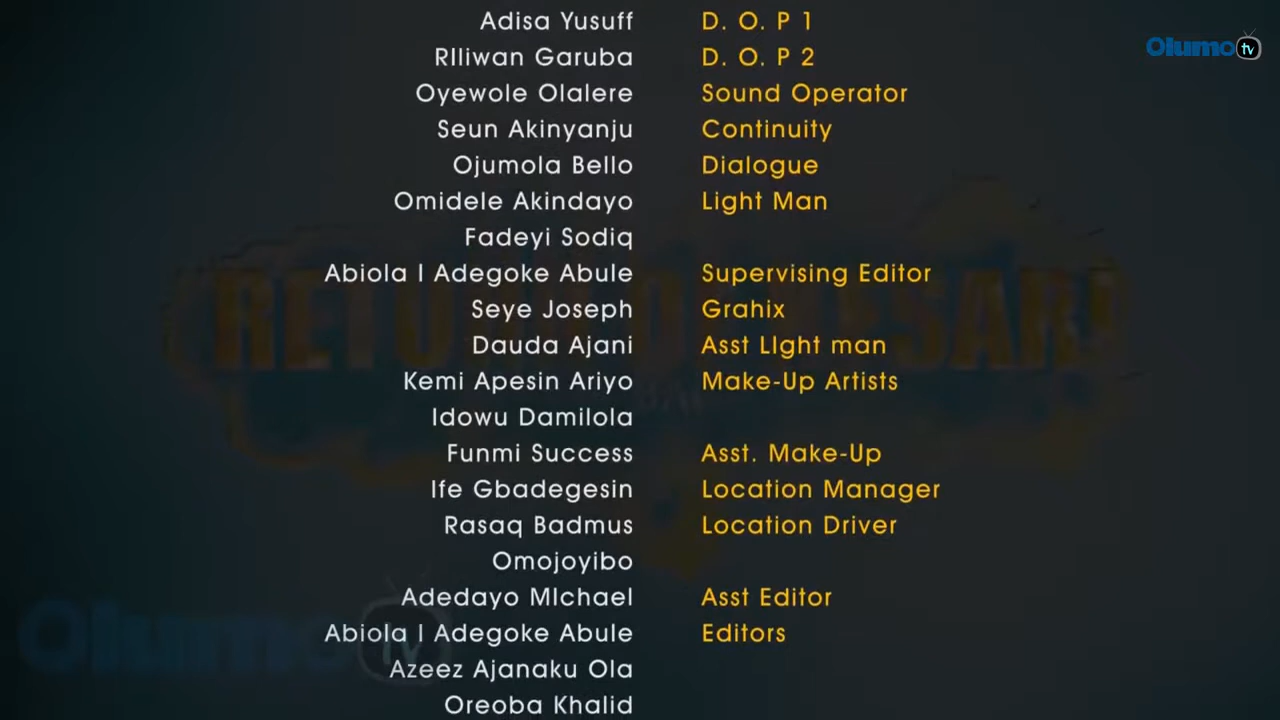 Adisa Yusuff D. O. P 1
Olumo tv
RIliwan Garuba D. O. P 2
Oyewole Olalere Sound Operator
Seun Akinyanju Continuity
Ojumola Bello Dialogue
Omidele Akindayo Light Man
Fadeyi Sodiq
Abiola I Adegoke Abule Supervising Editor
Seye Joseph Grahix
Dauda Ajani Asst LIght man
Kemi Apesin Ariyo Make-Up Artists
Idowu Damilola
Funmi Success Asst. Make-Up
Ife Gbadegesin Location Manager
Rasaq Badmus Location Driver
Omojoyibo
Adedayo MIchael Asst Editor
Abiola I Adegoke Abule Editors
Olumo tv
Azeez Ajanaku Ola
Oreoba Khalid